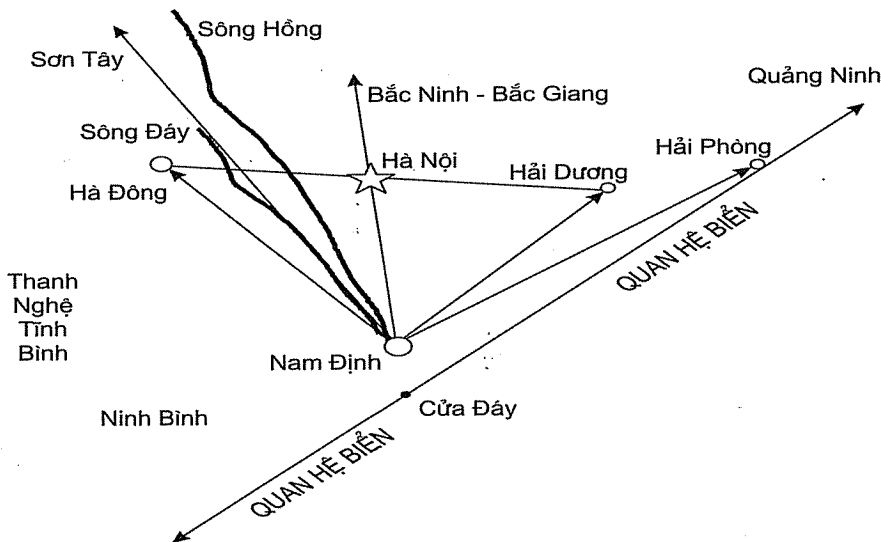 Sông Hồng
Sơn Tây
Quảng Ninh
Bắc Ninh - Bắc Giang
Sông Đáy
Hà Nội
Hải Phòng
Hải Dương
Hà Đông
QUAN HỆ BIỂN
Thanh
Nghệ
Tĩnh
Bình
Nam Định
Ninh Bình
Cửa Đáy
QUAN HỆ BIỂN